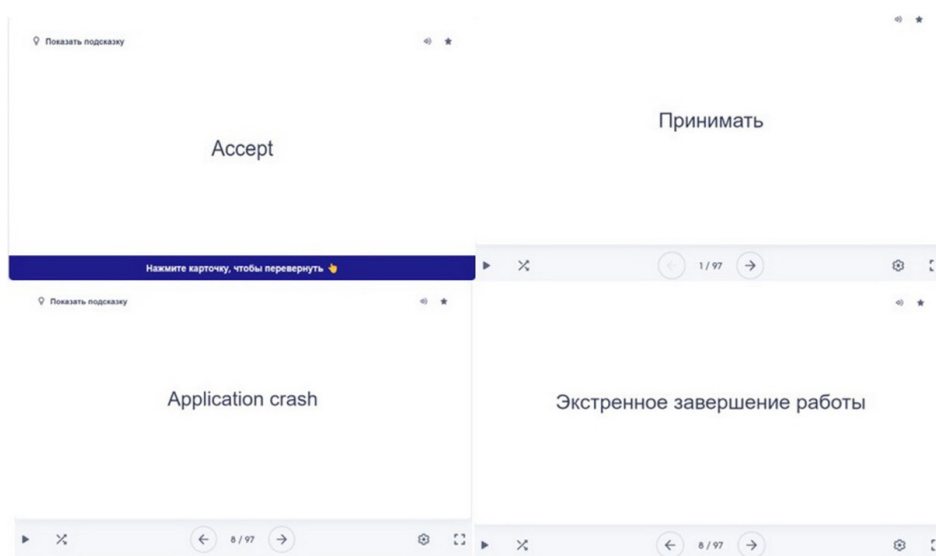 Показать подсказку
Accept
Нажмите карточку, чтобы перевернуть
Принимать
1 / 97
Показать подсказку
Application crash
8 / 97
Экстренное завершение работы
8 / 97